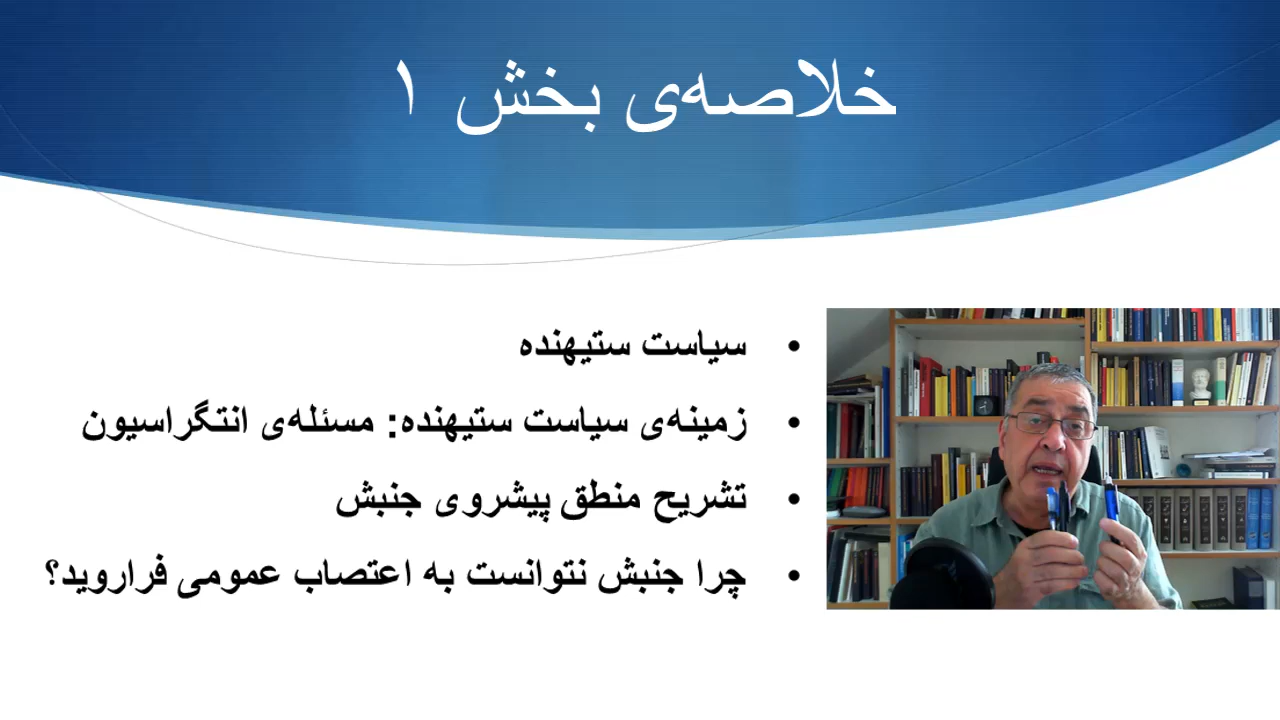 خلاصه‌ی بخش ۱
• سیاست ستیهنده
• زمینه‌ی سیاست ستیهنده: مسئله‌ی انتگراسیون
• تشریح منطق پیشروی جنبش
• چرا جنبش نتوانست به اعتصاب عمومی فراروید؟